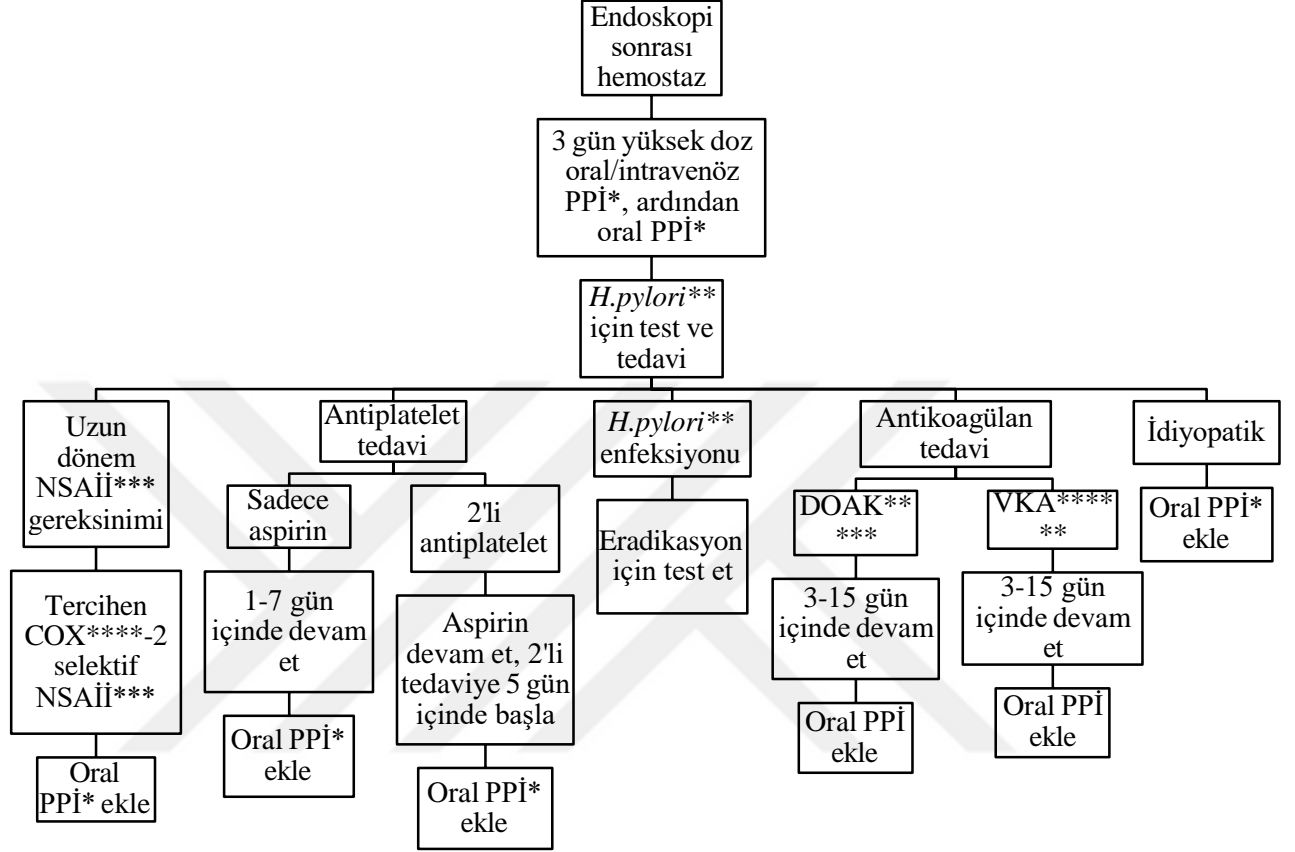 Endoskopi
sonrası
hemostaz
3 gün yüksek doz
oral/intravenöz
PPİ*, ardından
oral PPİ*
H.pylori**
için test ve
tedavi
Uzun
dönem
NSAİİ***
gereksinimi
Tercihen
COX****-2
selektif
NSAİİ***
Oral
PPİ* ekle
Antiplatelet
tedavi
Sadece
aspirin
1-7 gün
içinde devam
et
Oral PPİ*
ekle
2'li
antiplatelet
Aspirin
devam et, 2'li
tedaviye 5 gün
içinde başla
Oral PPİ*
ekle
H.pylori**
enfeksiyonu
Eradikasyon
için test et
Antikoagülan
tedavi
DOAK**
***
3-15 gün
içinde devam
et
Oral PPİ
ekle
VKA****
**
3-15 gün
içinde devam
et
Oral PPİ
ekle
İdiyopatik
Oral PPİ*
ekle